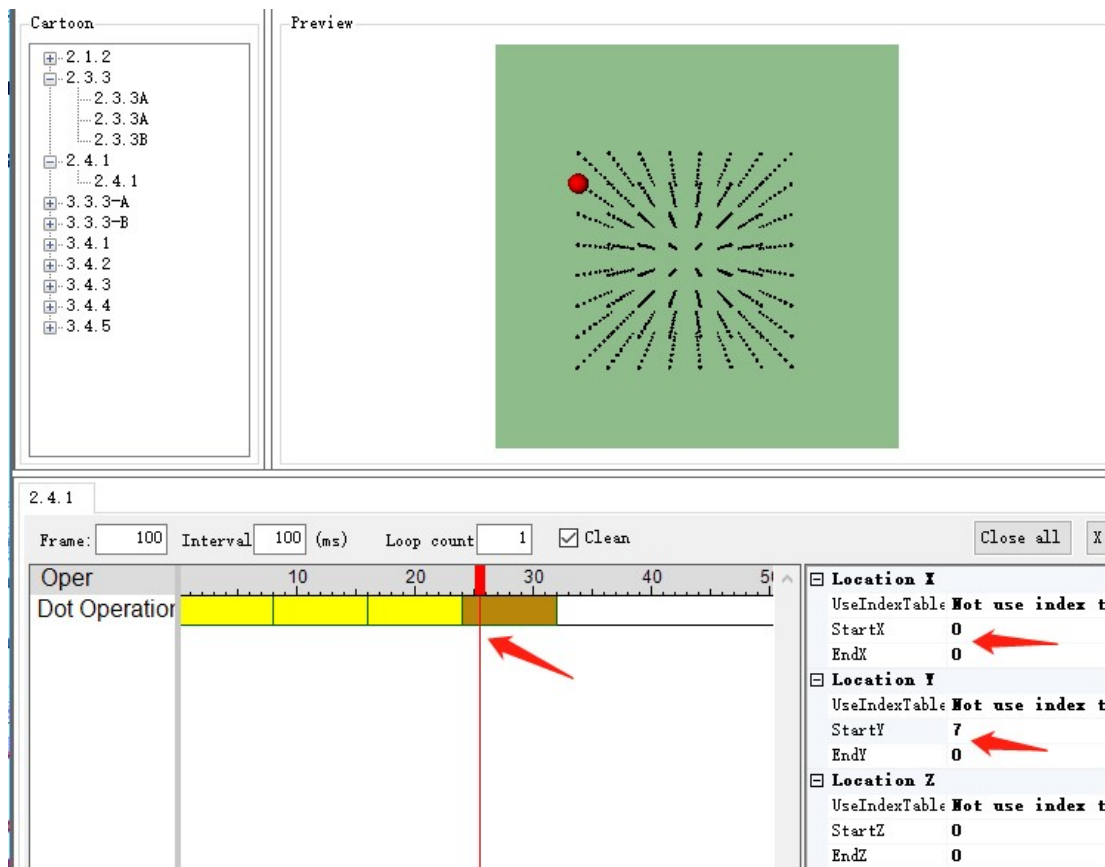 Cartoon
Preview
2.1.2
2.3.3
2.3.3A
2.3.3A
2.3.3B
2.4.1
2.4.1
3.3.3-A
3.3.3-B
3.4.1
3.4.2
3.4.3
3.4.4
3.4.5
2.4.1
Frame: 100 Interval 100 (ms) Loop count 1 Clean Close all X
Oper 10 20 30 40 50
Dot Operation
Location X
UseIndexTable Not use index t
StartX 0
EndX 0
Location Y
UseIndexTable Not use index t
StartY 7
EndY 0
Location Z
UseIndexTable Not use index t
StartZ 0
EndZ 0